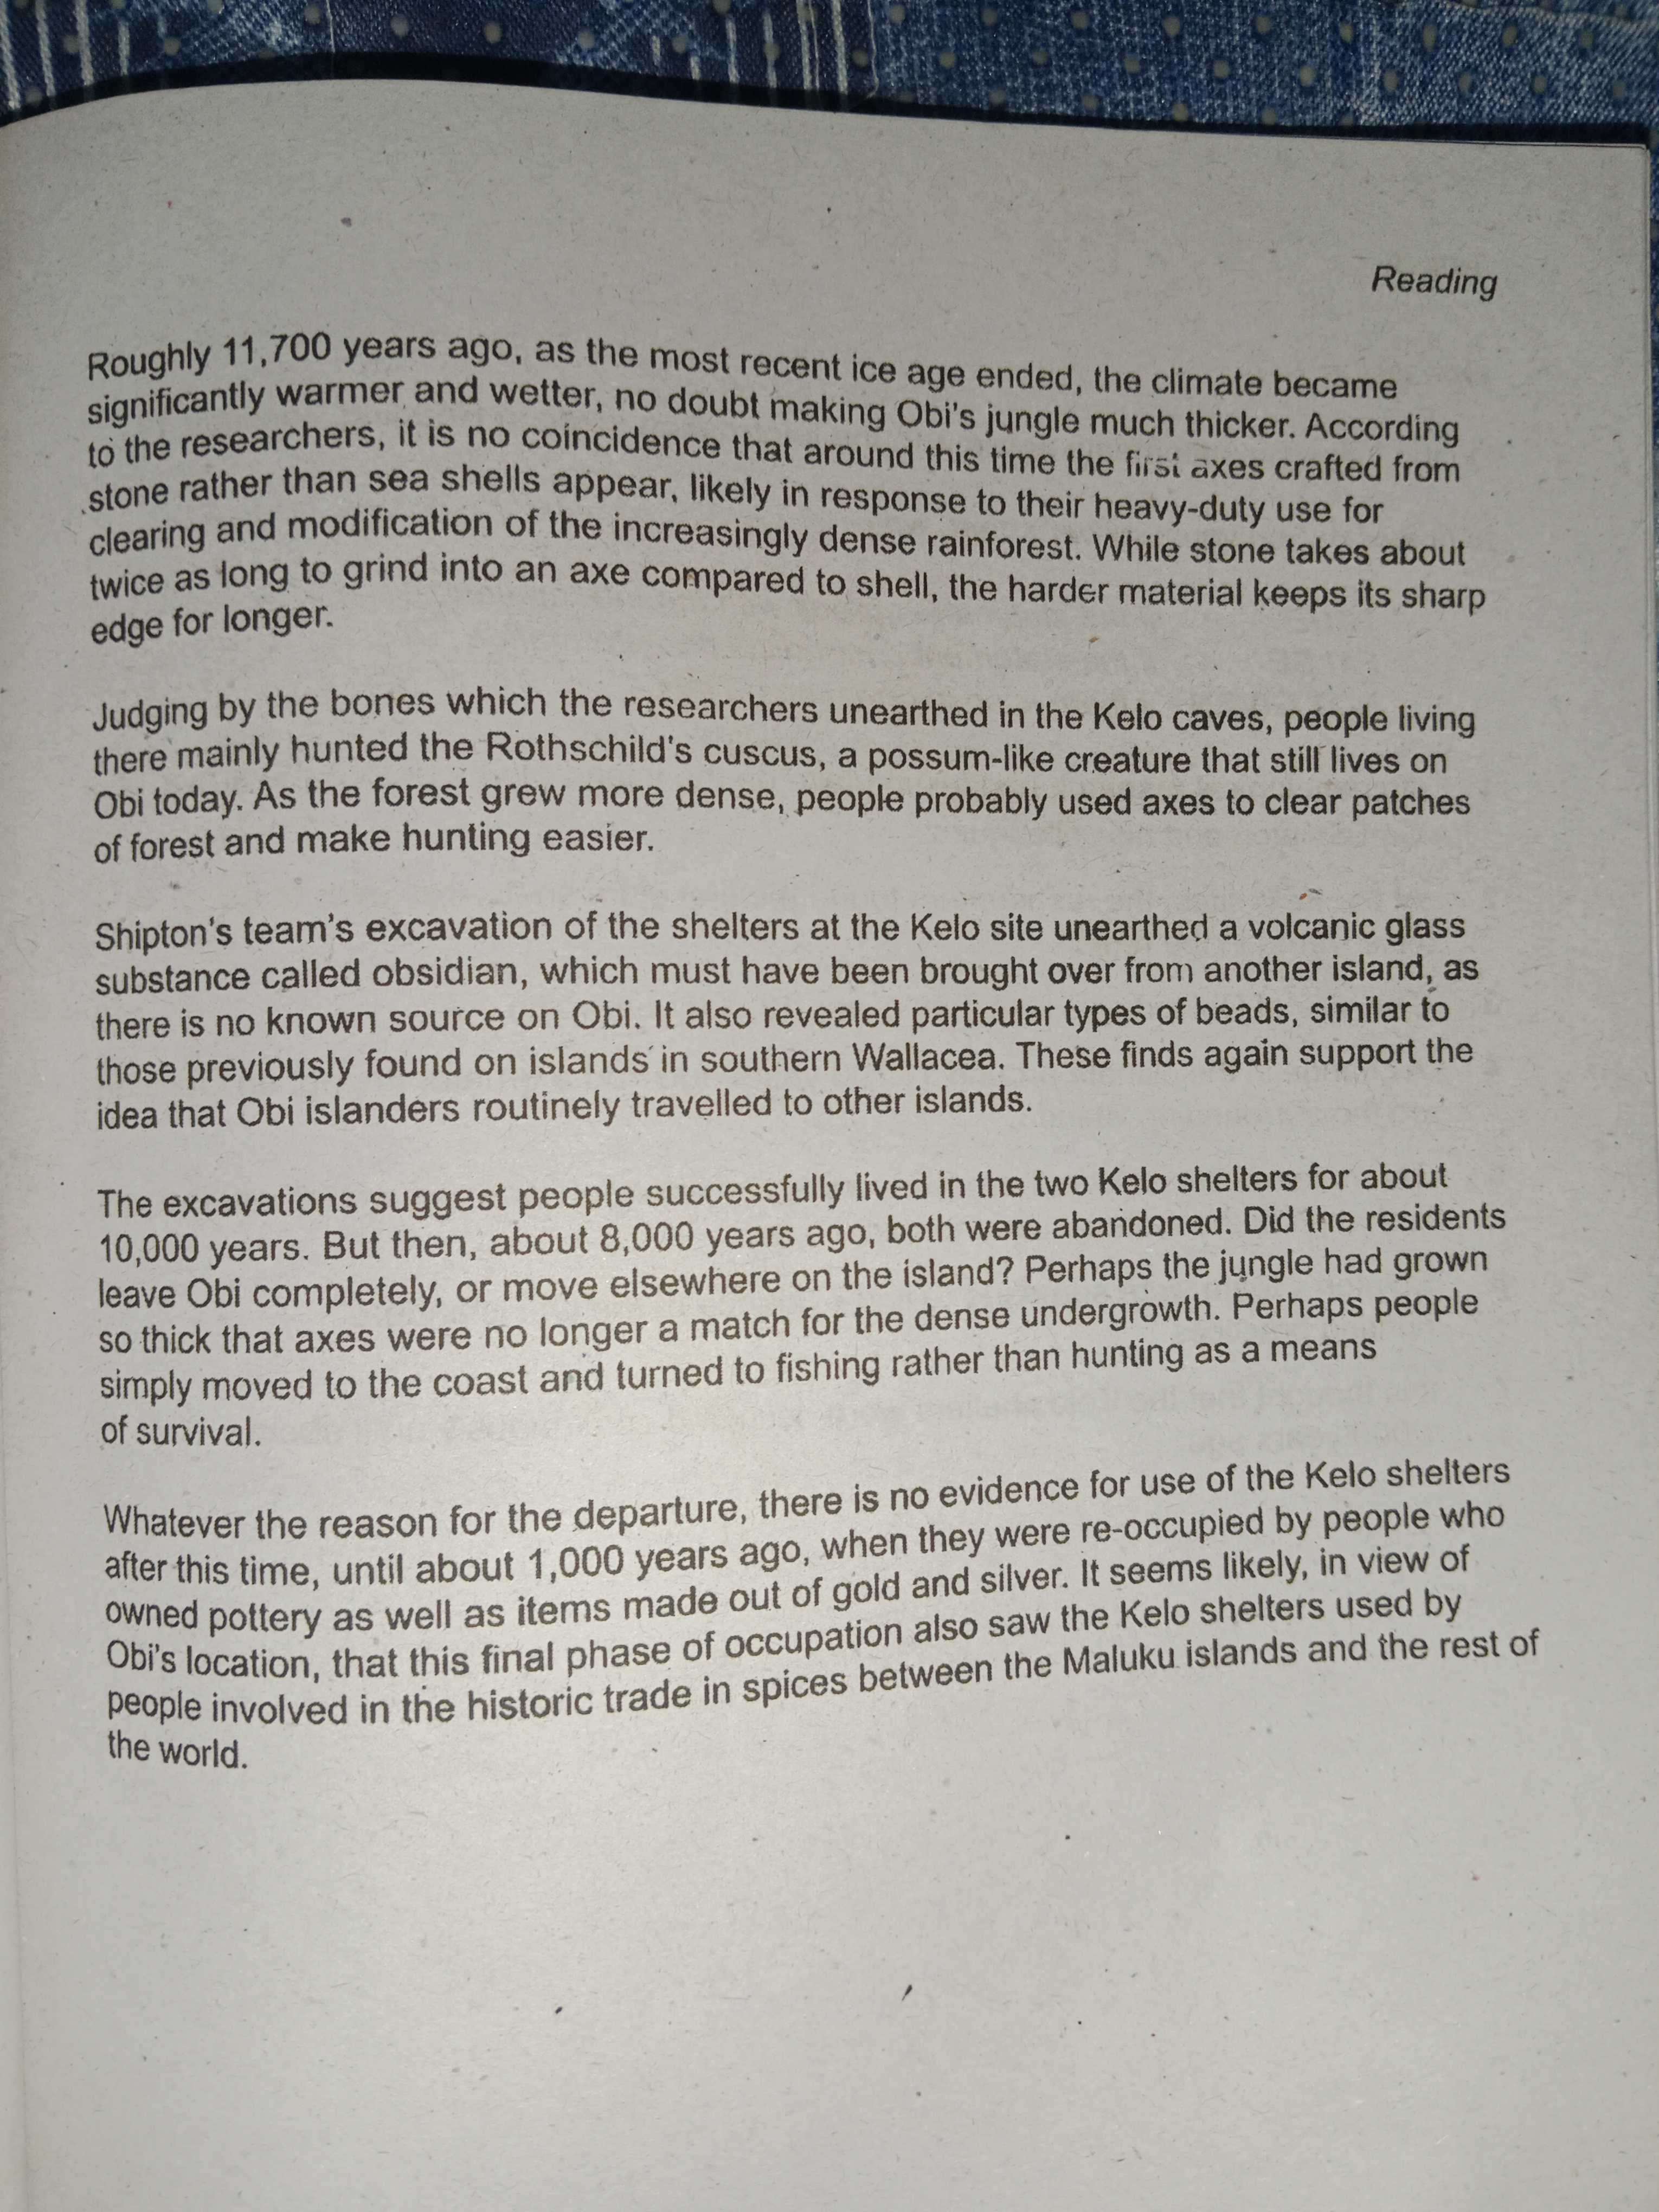 Reading
Roughly 11,700 years ago, as the most recent ice age ended, the climate became
significantly warmer and wetter, no doubt making Obi's jungle much thicker. According
to the researchers, it is no coincidence that around this time the first axes crafted from
stone rather than sea shells appear, likely in response to their heavy-duty use for
clearing and modification of the increasingly dense rainforest. While stone takes about
twice as long to grind into an axe compared to shell, the harder material keeps its sharp
edge for longer.
Judging by the bones which the researchers unearthed in the Kelo caves, people living
there mainly hunted the Rothschild's cuscus, a possum-like creature that still lives on
Obi today. As the forest grew more dense, people probably used axes to clear patches
of forest and make hunting easier.
Shipton's team's excavation of the shelters at the Kelo site unearthed a volcanic glass
substance called obsidian, which must have been brought over from another island, as
there is no known source on Obi. It also revealed particular types of beads, similar to
those previously found on islands in southern Wallacea. These finds again support the
idea that Obi islanders routinely travelled to other islands.
The excavations suggest people successfully lived in the two Kelo shelters for about
10,000 years. But then, about 8,000 years ago, both were abandoned. Did the residents
leave Obi completely, or move elsewhere on the island? Perhaps the jungle had grown
so thick that axes were no longer a match for the dense undergrowth. Perhaps people
simply moved to the coast and turned to fishing rather than hunting as a means
of survival.
Whatever the reason for the departure, there is no evidence for use of the Kelo shelters
after this time, until about 1,000 years ago, when they were re-occupied by people who
owned pottery as well as items made out of gold and silver. It seems likely, in view of
Obi's location, that this final phase of occupation also saw the Kelo shelters used by
people involved in the historic trade in spices between the Maluku islands and the rest of
the world.